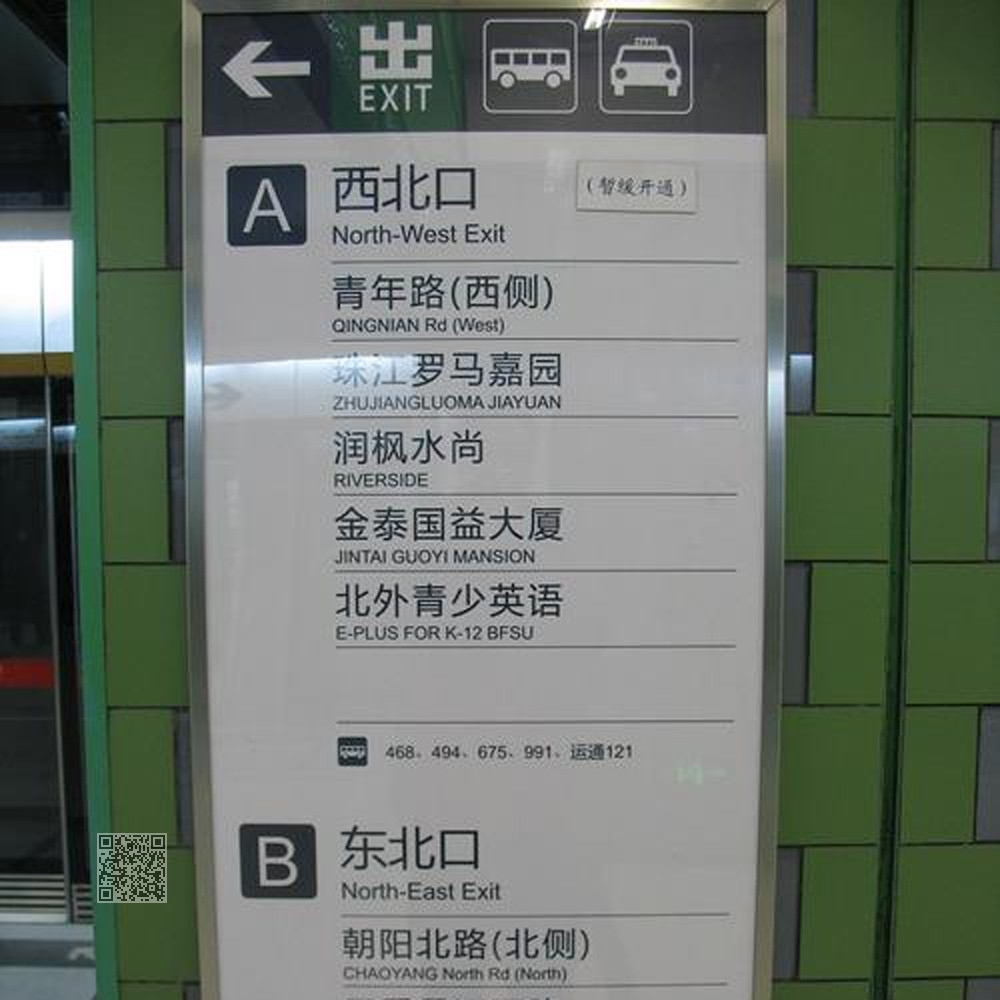 出
EXIT
A 西北口 (暂缓开通)
North-West Exit
青年路(西侧)
QINGNIAN Rd (West)
珠江罗马嘉园
ZHUJIANGLUOMA JIAYUAN
润枫水尚
RIVERSIDE
金泰国益大厦
JINTAI GUOYI MANSION
北外青少英语
E-PLUS FOR K-12 BFSU
468、494、675、991、运通121
B 东北口
North-East Exit
朝阳北路(北侧)
CHAOYANG North Rd (North)